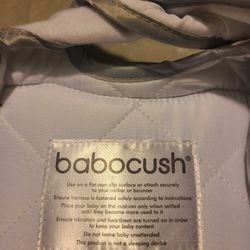 babocush®
Use on a flat non-slip surface or attach securely
to your rocker or bouncer
Ensure harness is fastened safely according to instructions
Place your baby on the cushion only when settled -
until they become more used to it
Ensure vibration and heartbeat are turned on in order
to keep your baby content
Do not leave baby unattended
This product is not a sleeping device